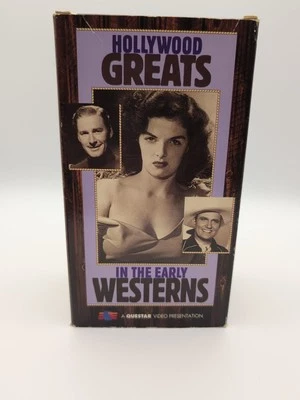 HOLLYWOOD
GREATS
IN THE EARLY
WESTERNS
A QUESTAR VIDEO PRESENTATION